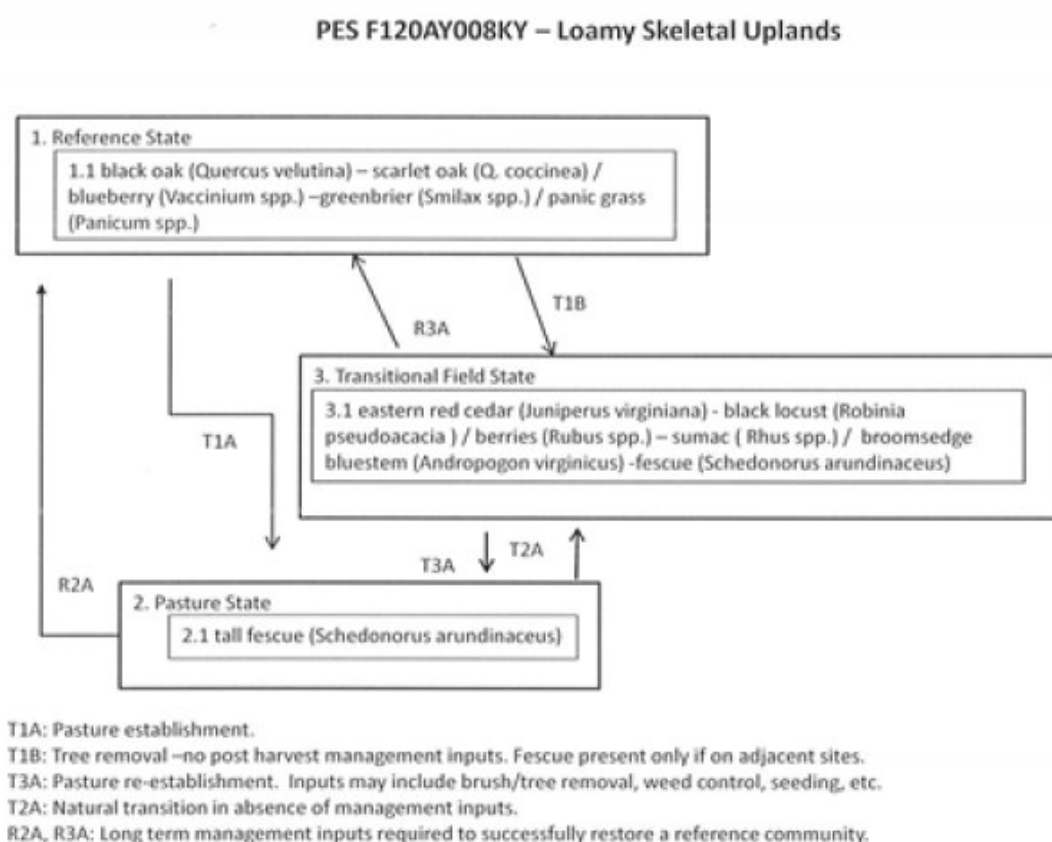 PES F120AY008KY – Loamy Skeletal Uplands
1. Reference State
1.1 black oak (Quercus velutina) – scarlet oak (Q. coccinea) /
blueberry (Vaccinium spp.) –greenbrier (Smilax spp.) / panic grass
(Panicum spp.)
T1B
R3A
3. Transitional Field State
3.1 eastern red cedar (Juniperus virginiana) - black locust (Robinia
pseudoacacia ) / berries (Rubus spp.) – sumac ( Rhus spp.) / broomsedge
bluestem (Andropogon virginicus) -fescue (Schedonorus arundinaceus)
T1A
T3A
T2A
R2A
2. Pasture State
2.1 tall fescue (Schedonorus arundinaceus)
T1A: Pasture establishment.
T1B: Tree removal –no post harvest management inputs. Fescue present only if on adjacent sites.
T3A: Pasture re-establishment. Inputs may include brush/tree removal, weed control, seeding, etc.
T2A: Natural transition in absence of management inputs.
R2A, R3A: Long term management inputs required to successfully restore a reference community.